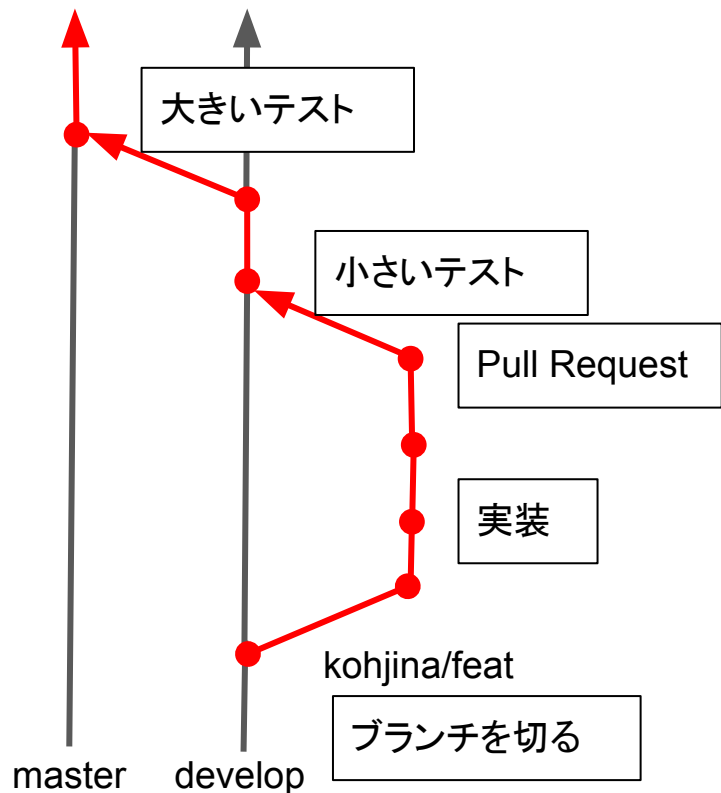 大きいテスト
小さいテスト
Pull Request
実装
kohjina/feat
ブランチを切る
master
develop